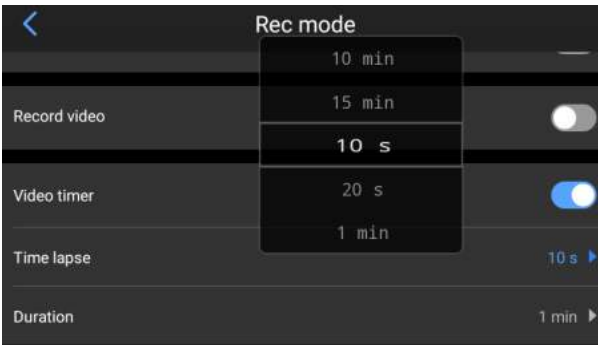 Rec mode
10 min
Record video
15 min
10 s
Video timer
20 s
1 min
Time lapse
10 s
Duration
1 min